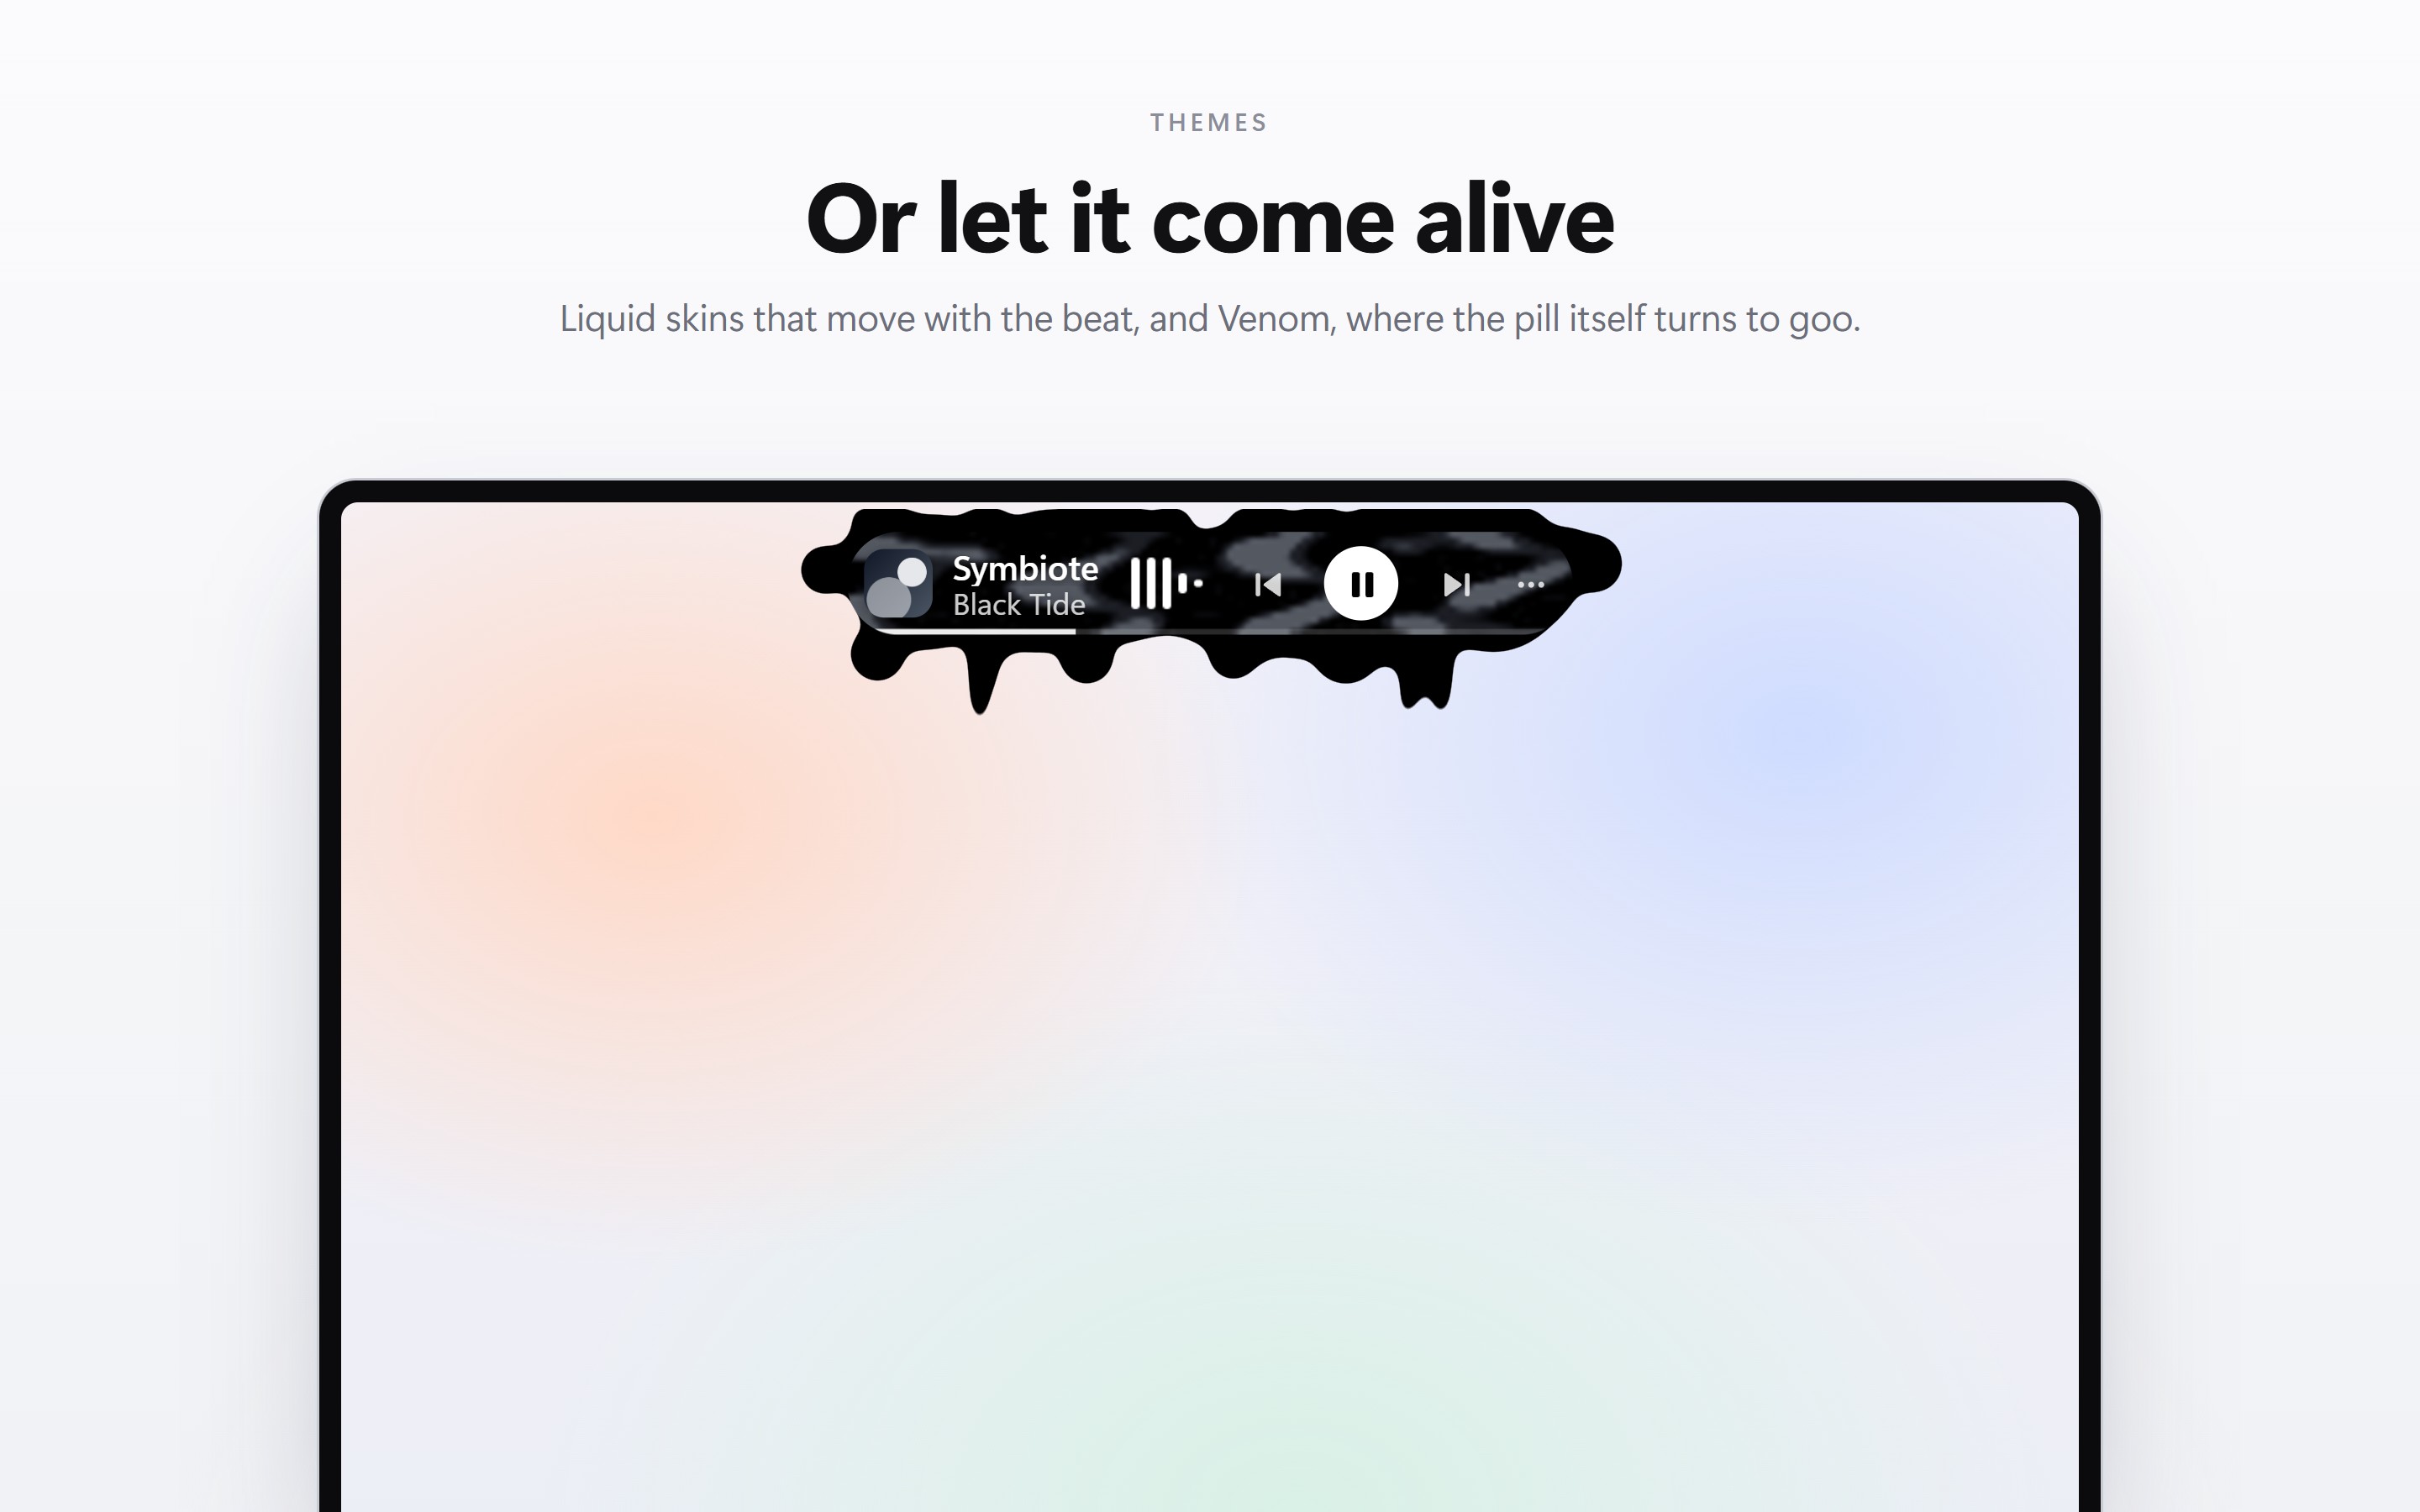 THEMES
Or let it come alive
Liquid skins that move with the beat, and Venom, where the pill itself turns to goo.
Symbiote
Black Tide